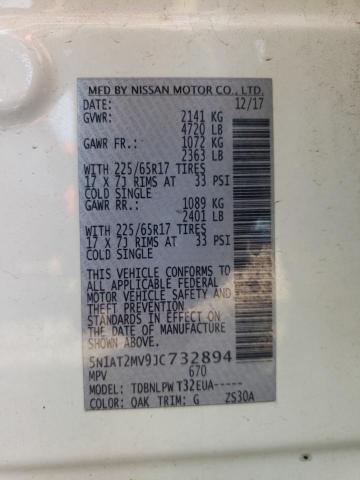 MFD BY NISSAN MOTOR CO., LTD.
DATE: 12/17
GVWR: 2141 KG
4720 LB
GAWR FR: 1072 KG
2363 LB
WITH 225/65R17 TIRES
17 X 7J RIMS AT 33 PSI
COLD SINGLE
GAWR RR: 1089 KG
2401 LB
WITH 225/65R17 TIRES
17 X 7J RIMS AT 33 PSI
COLD SINGLE
THIS VEHICLE CONFORMS TO
ALL APPLICABLE FEDERAL
MOTOR VEHICLE SAFETY AND
THEFT PREVENTION
STANDARDS IN EFFECT ON
THE DATE OF MANUFACTURE
SHOWN ABOVE.
5N1AT2MV9JC732894
MPV 670
MODEL: TDBNLPW T32EUA-----
COLOR: QAK TRIM: G ZS30A